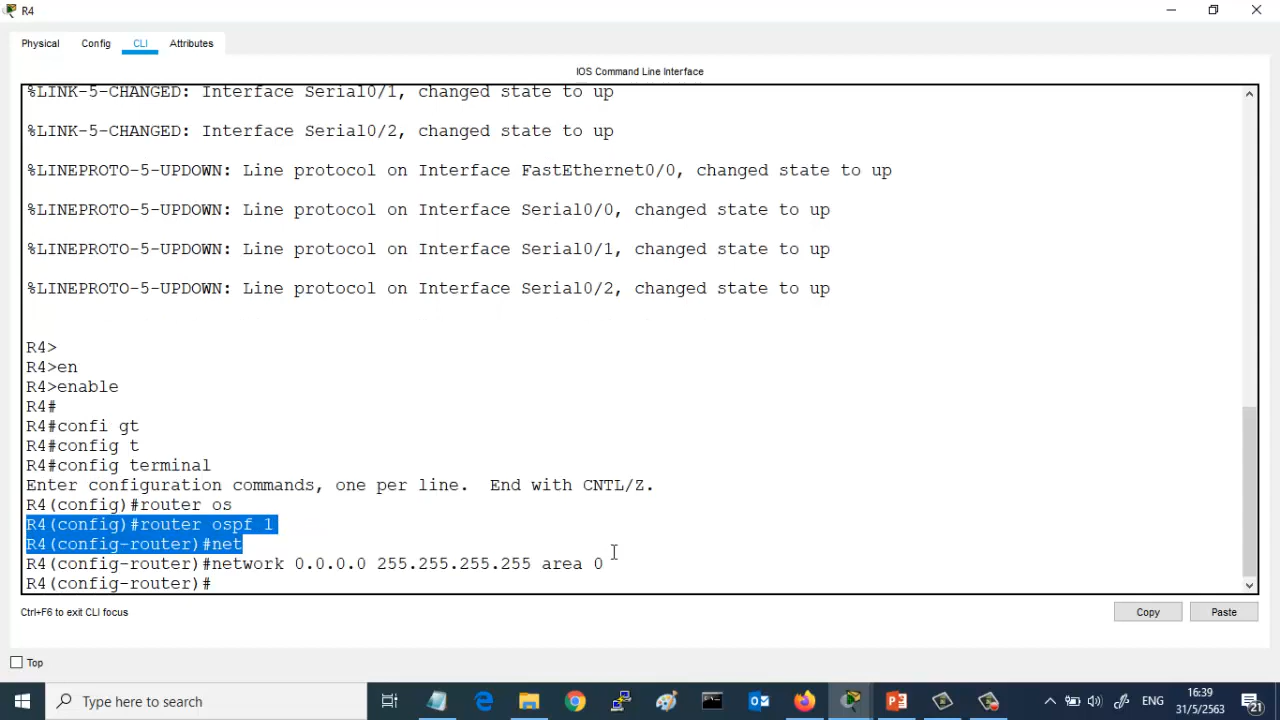 R4
Physical Config CLI Attributes
IOS Command Line Interface
%LINK-5-CHANGED: Interface Serial0/1, changed state to up
%LINK-5-CHANGED: Interface Serial0/2, changed state to up
%LINEPROTO-5-UPDOWN: Line protocol on Interface FastEthernet0/0, changed state to up
%LINEPROTO-5-UPDOWN: Line protocol on Interface Serial0/0, changed state to up
%LINEPROTO-5-UPDOWN: Line protocol on Interface Serial0/1, changed state to up
%LINEPROTO-5-UPDOWN: Line protocol on Interface Serial0/2, changed state to up
R4>
R4>en
R4>enable
R4#
R4#confi gt
R4#config t
R4#config terminal
Enter configuration commands, one per line.  End with CNTL/Z.
R4(config)#router os
R4(config)#router ospf 1
R4(config-router)#net
R4(config-router)#network 0.0.0.0 255.255.255.255 area 0
R4(config-router)#
Ctrl+F6 to exit CLI focus
Copy Paste
Top
Type here to search
ENG
16:39
31/5/2563
21